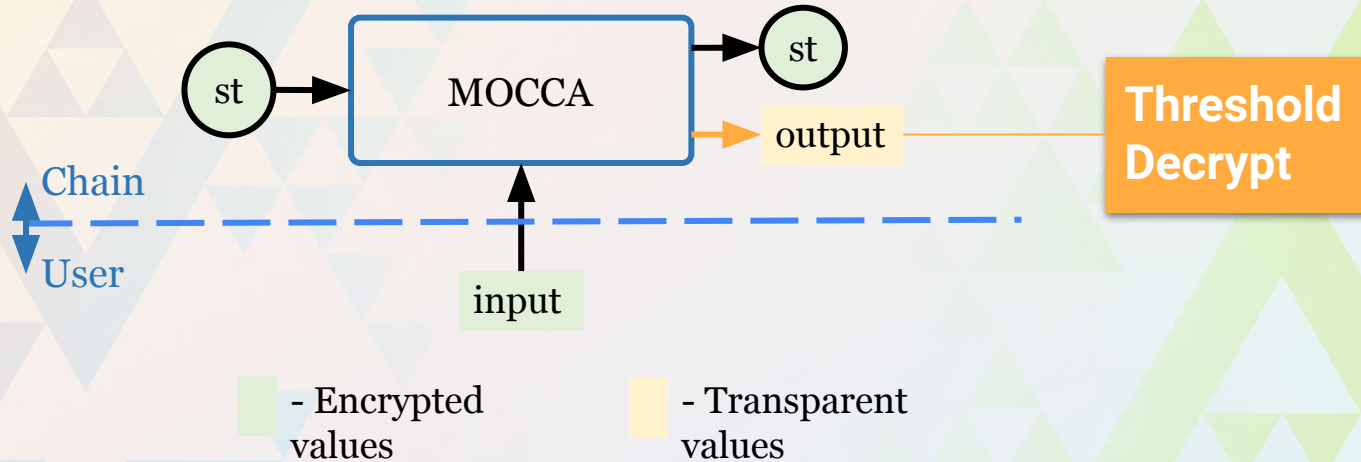 st
MOCCA
st
output
Threshold
Decrypt
Chain
User
input
- Encrypted
values
- Transparent
values